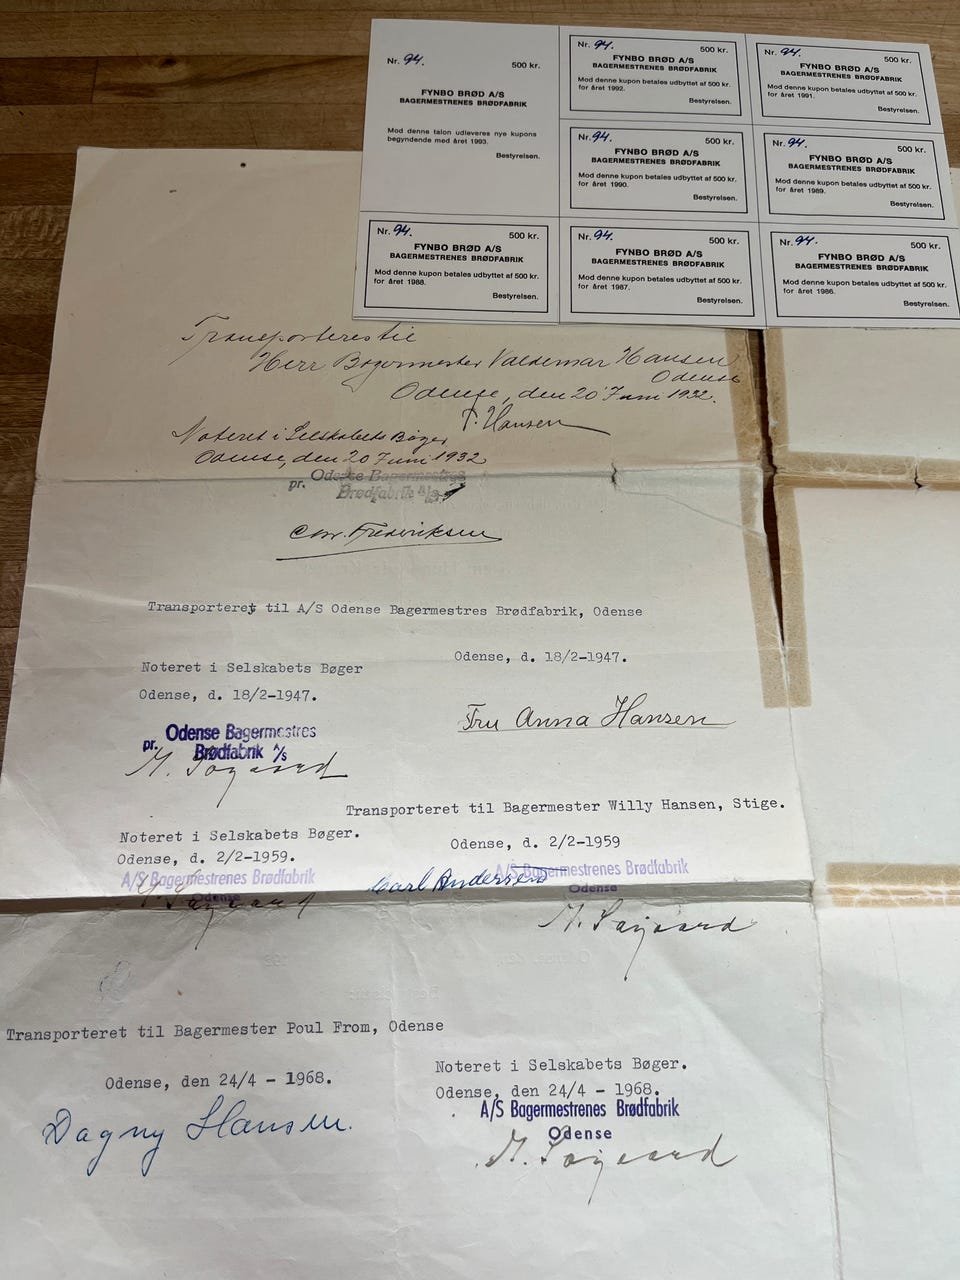 Nr. 94. 500 kr.
FYNBO BRØD A/S
BAGERMESTRENES BRØDFABRIK
Mod denne talon udleveres nye kupons
begyndende med året 1993.
Bestyrelsen.
Nr. 94. 500 kr.
FYNBO BRØD A/S
BAGERMESTRENES BRØDFABRIK
Mod denne kupon betales udbyttet af 500 kr.
for året 1992.
Bestyrelsen.
Nr. 94. 500 kr.
FYNBO BRØD A/S
BAGERMESTRENES BRØDFABRIK
Mod denne kupon betales udbyttet af 500 kr.
for året 1991.
Bestyrelsen.
Nr. 94. 500 kr.
FYNBO BRØD A/S
BAGERMESTRENES BRØDFABRIK
Mod denne kupon betales udbyttet af 500 kr.
for året 1990.
Bestyrelsen.
Nr. 94. 500 kr.
FYNBO BRØD A/S
BAGERMESTRENES BRØDFABRIK
Mod denne kupon betales udbyttet af 500 kr.
for året 1989.
Bestyrelsen.
Nr. 94. 500 kr.
FYNBO BRØD A/S
BAGERMESTRENES BRØDFABRIK
Mod denne kupon betales udbyttet af 500 kr.
for året 1988.
Bestyrelsen.
Nr. 94. 500 kr.
FYNBO BRØD A/S
BAGERMESTRENES BRØDFABRIK
Mod denne kupon betales udbyttet af 500 kr.
for året 1987.
Bestyrelsen.
Nr. 94. 500 kr.
FYNBO BRØD A/S
BAGERMESTRENES BRØDFABRIK
Mod denne kupon betales udbyttet af 500 kr.
for året 1986.
Bestyrelsen.
Transporteres til
Herr Bagermester Valdemar Hansen
Odense
Odense, den 20 Juni 1932.
Hansen
Noteret i Selskabets Bøger
Odense, den 20 Juni 1932
pr. Odense Bagermestres
Brødfabrik A/S
Chr. Frederiksen
Transporteret til A/S Odense Bagermestres Brødfabrik, Odense
Odense, d. 18/2-1947.
Noteret i Selskabets Bøger
Odense, d. 18/2-1947.
Fru Anna Hansen
Odense Bagermestres
pr. Brødfabrik A/S
M. Søgaard
Transporteret til Bagermester Willy Hansen, Stige.
Noteret i Selskabets Bøger.
Odense, d. 2/2-1959
Odense, d. 2/2-1959.
A/S Bagermestrenes Brødfabrik
Odense
M. Søgaard
A/S Bagermestrenes Brødfabrik
Odense
Carl Andersen
M. Søgaard
Transporteret til Bagermester Poul From, Odense
Odense, den 24/4 - 1968.
Dagny Hansen.
Noteret i Selskabets Bøger.
Odense, den 24/4 - 1968.
A/S Bagermestrenes Brødfabrik
Odense
M. Søgaard